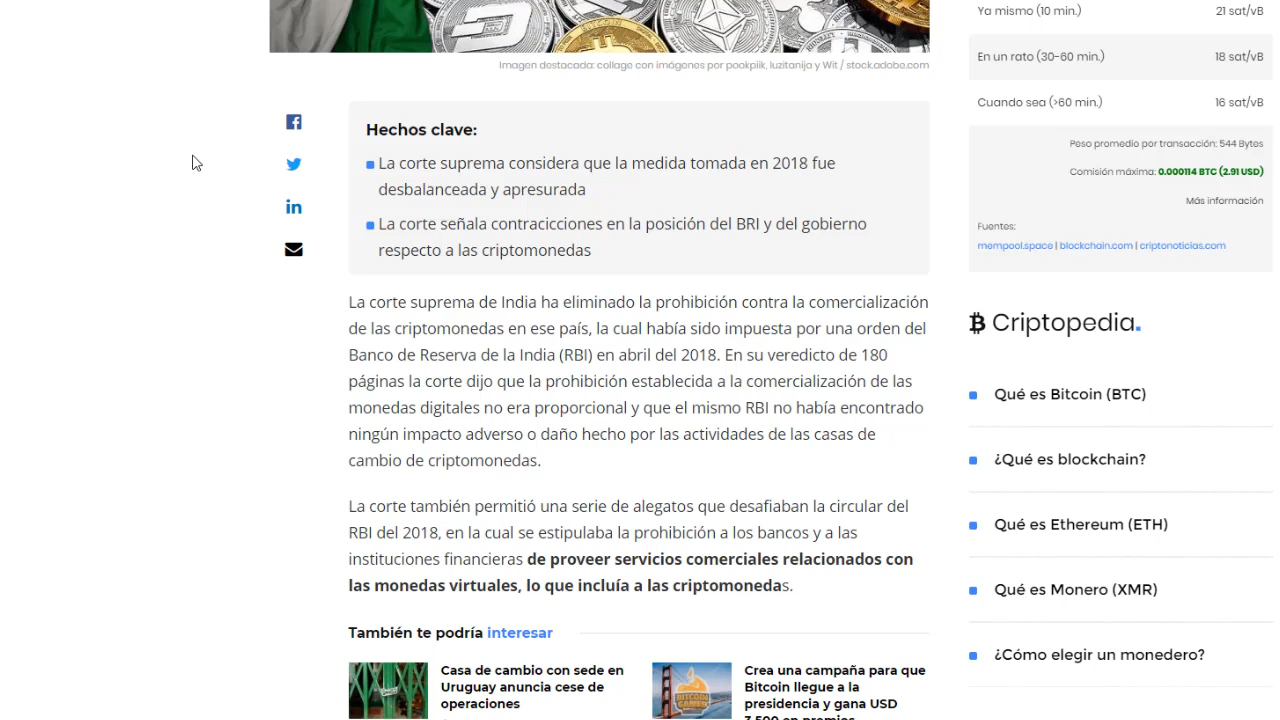 BITCOIN
Imagen destacada: collage con imágenes por pookpiik, luzitanija y Wit / stock.adobe.com
Hechos clave:
La corte suprema considera que la medida tomada en 2018 fue
desbalanceada y apresurada
La corte señala contracicciones en la posición del BRI y del gobierno
respecto a las criptomonedas
La corte suprema de India ha eliminado la prohibición contra la comercialización
de las criptomonedas en ese país, la cual había sido impuesta por una orden del
Banco de Reserva de la India (RBI) en abril del 2018. En su veredicto de 180
páginas la corte dijo que la prohibición establecida a la comercialización de las
monedas digitales no era proporcional y que el mismo RBI no había encontrado
ningún impacto adverso o daño hecho por las actividades de las casas de
cambio de criptomonedas.
La corte también permitió una serie de alegatos que desafiaban la circular del
RBI del 2018, en la cual se estipulaba la prohibición a los bancos y a las
instituciones financieras de proveer servicios comerciales relacionados con
las monedas virtuales, lo que incluía a las criptomonedas.
También te podría interesar
Casa de cambio con sede en
Uruguay anuncia cese de
operaciones
BITCOIN
GAMES
Crea una campaña para que
Bitcoin llegue a la
presidencia y gana USD
3.500 en premios
Ya mismo (10 min.) 21 sat/vB
En un rato (30-60 min.) 18 sat/vB
Cuando sea (>60 min.) 16 sat/vB
Peso promedio por transacción: 544 Bytes
Comisión máxima: 0.000114 BTC (2.91 USD)
Más información
Fuentes:
mempool.space | blockchain.com | criptonoticias.com
Criptopedia.
Qué es Bitcoin (BTC)
¿Qué es blockchain?
Qué es Ethereum (ETH)
Qué es Monero (XMR)
¿Cómo elegir un monedero?